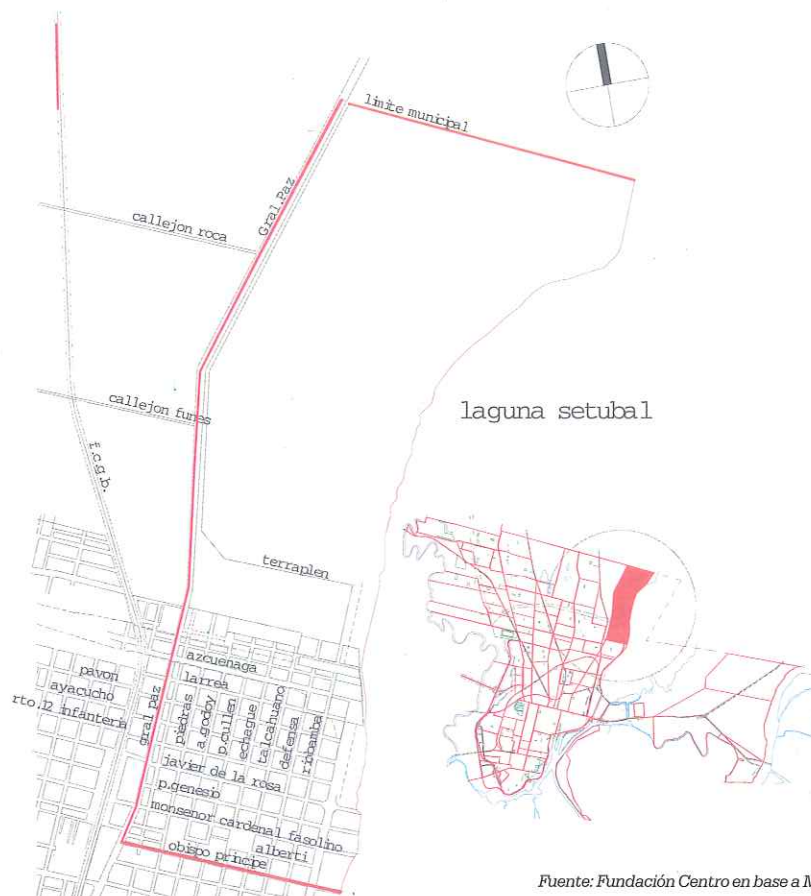 limite municipal
Gral.Paz
callejon roca
callejon funes
laguna setubal
f.c.g.b.
terraplen
azcuenaga
larrea
pavon
ayacucho
rto.12 infanteria
gral paz
piedras
a.godoy
p.cullen
echague
talcahuano
defensa
riobamba
javier de la rosa
p.genesio
monsenor cardenal fasolino
alberti
obispo principe
Fuente: Fundación Centro en base a